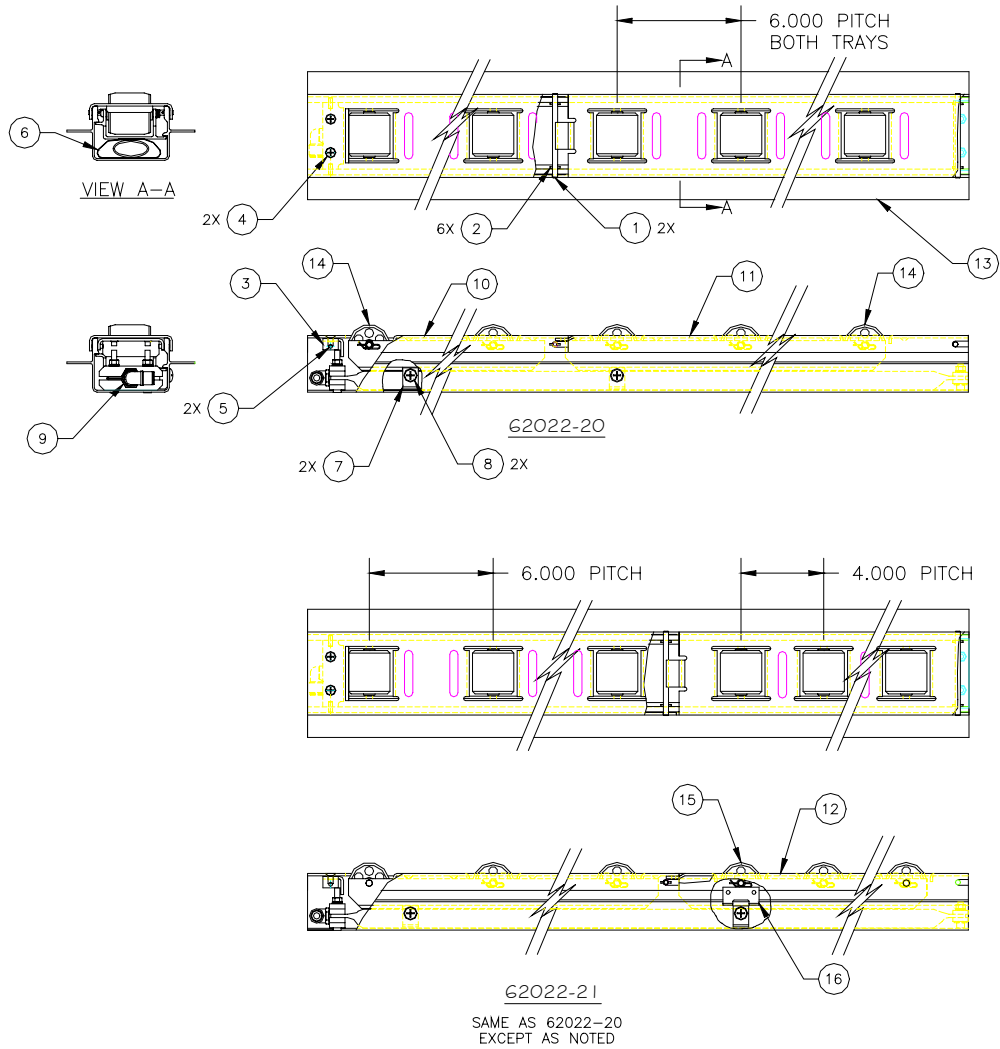 6.000 PITCH
BOTH TRAYS
A
6
VIEW A-A
2X 4
6X 2
1 2X
A
13
14
3
10
11
14
2X 5
9
2X 7
8 2X
62022-20
6.000 PITCH
4.000 PITCH
15
12
16
62022-21
SAME AS 62022-20
EXCEPT AS NOTED